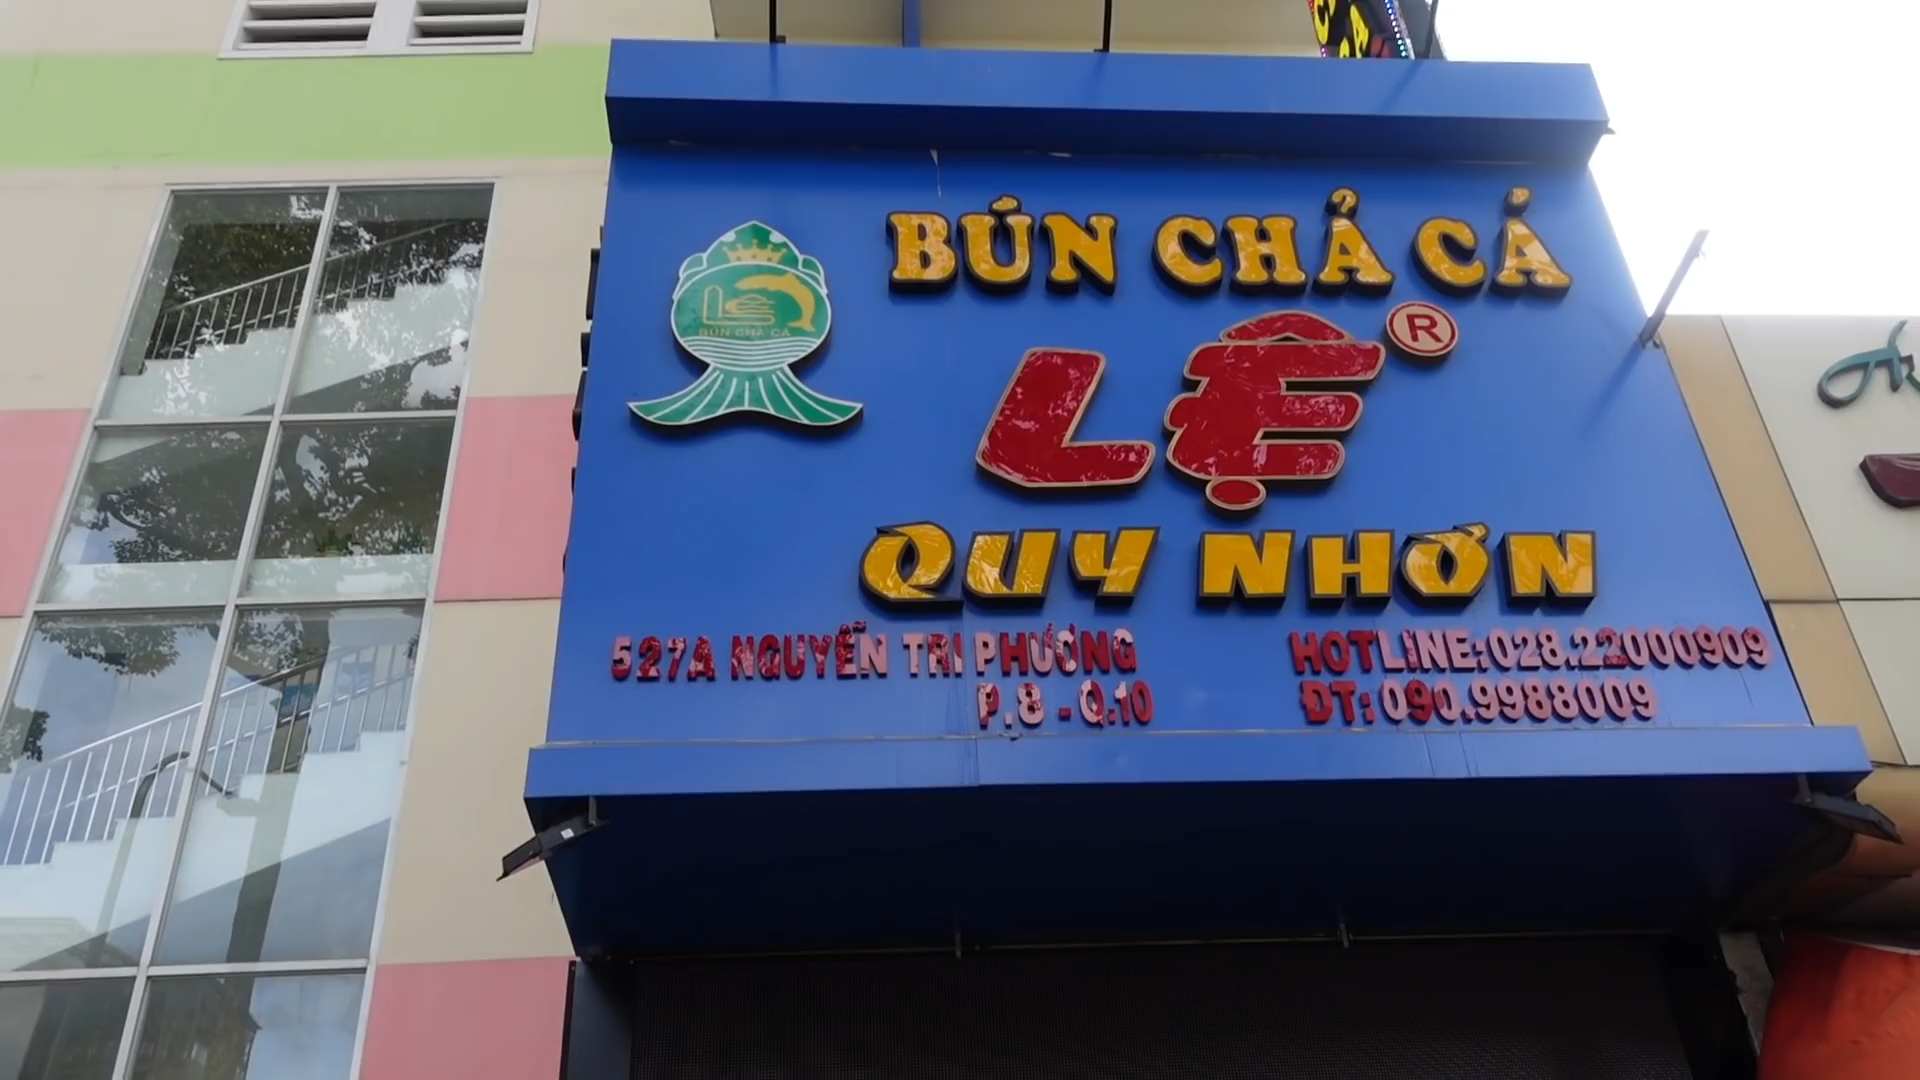 BÚN CHẢ CÁ
LỆ ®
LỆ
BÚN CHẢ CÁ
QUY NHƠN
527A NGUYỄN TRI PHƯƠNG
P.8 - Q.10
HOTLINE: 028.22000909
ĐT: 090.9988009